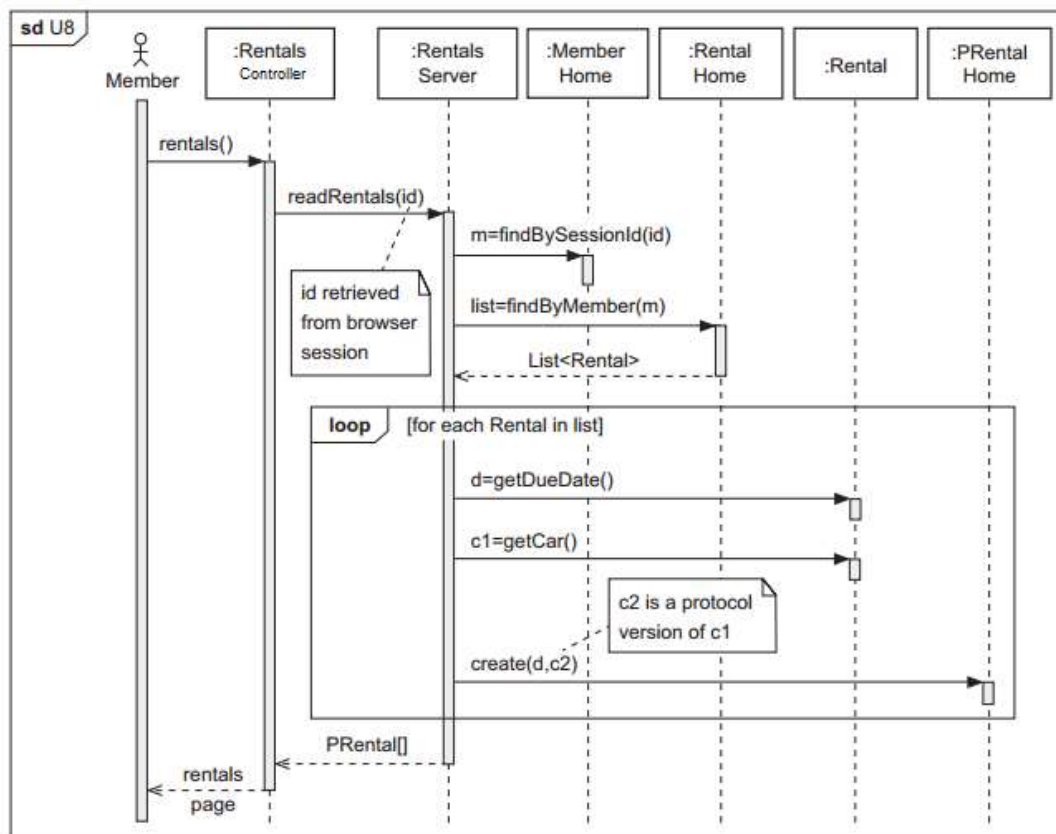 sd U8
Member
:Rentals
Controller
:Rentals
Server
:Member
Home
:Rental
Home
:Rental
:PRental
Home
rentals()
readRentals(id)
m=findBySessionId(id)
id retrieved
from browser
session
list=findByMember(m)
List<Rental>
loop [for each Rental in list]
d=getDueDate()
c1=getCar()
c2 is a protocol
version of c1
create(d,c2)
PRental[]
rentals
page